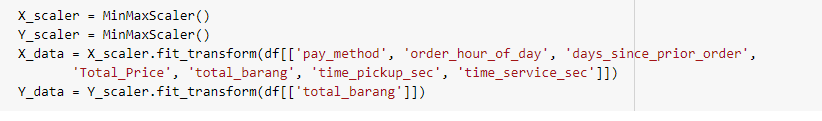 X_scaler = MinMaxScaler()
Y_scaler = MinMaxScaler()
X_data = X_scaler.fit_transform(df[['pay_method', 'order_hour_of_day', 'days_since_prior_order',
'Total_Price', 'total_barang', 'time_pickup_sec', 'time_service_sec']])
Y_data = Y_scaler.fit_transform(df[['total_barang']])